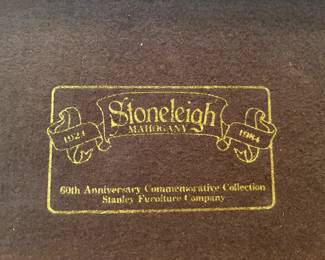 Stoneleigh
MAHOGANY
1924
1984
60th Anniversary Commemorative Collection
Stanley Furniture Company